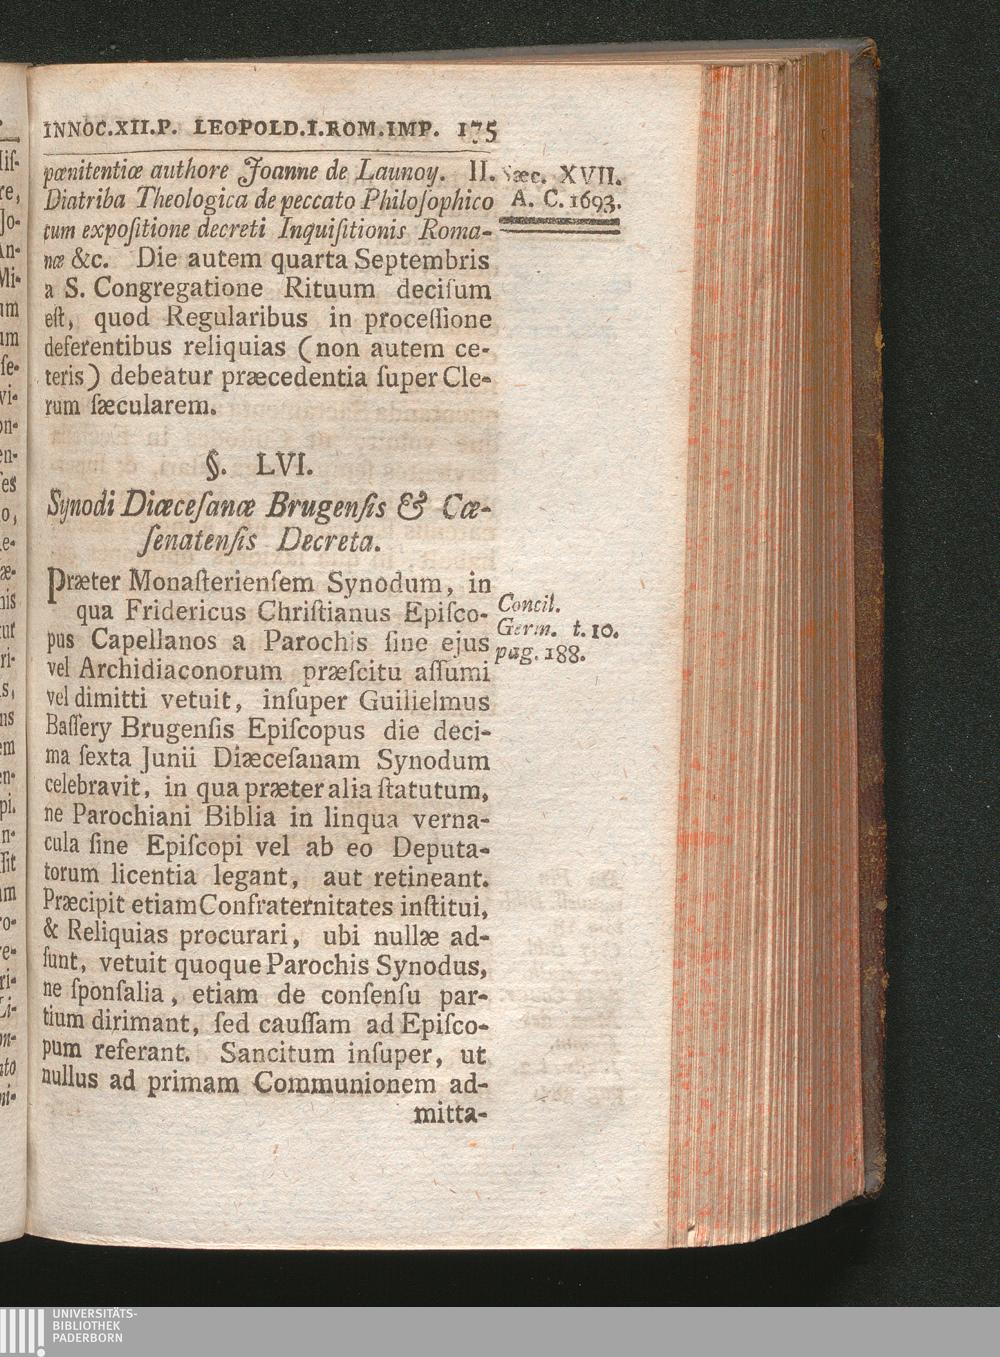 INNOC.XII.P. LEOPOLD.I.ROM.IMP. 175
pœnitentiæ authore Joanne de Launoy. II.
Diatriba Theologica de peccato Philoſophico
cum expoſitione decreti Inquiſitionis Roma-
næ &c. Die autem quarta Septembris
a S. Congregatione Rituum deciſum
eſt, quod Regularibus in proceſſione
deferentibus reliquias (non autem ce-
teris) debeatur præcedentia ſuper Cle-
rum ſæcularem.
Sæc. XVII.
A. C. 1693.
§. LVI.
Synodi Diæceſanæ Brugenſis & Cæ-
ſenatenſis Decreta.
Præter Monaſterienſem Synodum, in
qua Fridericus Chriſtianus Epiſco-
pus Capellanos a Parochis ſine ejus
vel Archidiaconorum præſcitu aſſumi
vel dimitti vetuit, inſuper Guilielmus
Baſſery Brugenſis Epiſcopus die deci-
ma ſexta Junii Diæceſanam Synodum
celebravit, in qua præter alia ſtatutum,
ne Parochiani Biblia in linqua verna-
cula ſine Epiſcopi vel ab eo Deputa-
torum licentia legant, aut retineant.
Præcipit etiam Confraternitates inſtitui,
& Reliquias procurari, ubi nullæ ad-
ſunt, vetuit quoque Parochis Synodus,
ne ſponſalia, etiam de conſenſu par-
tium dirimant, ſed cauſſam ad Epiſco-
pum referant. Sancitum inſuper, ut
nullus ad primam Communionem ad-
mitta-
Concil.
Germ. t. 10.
pag. 188.
UNIVERSITÄTS-
BIBLIOTHEK
PADERBORN